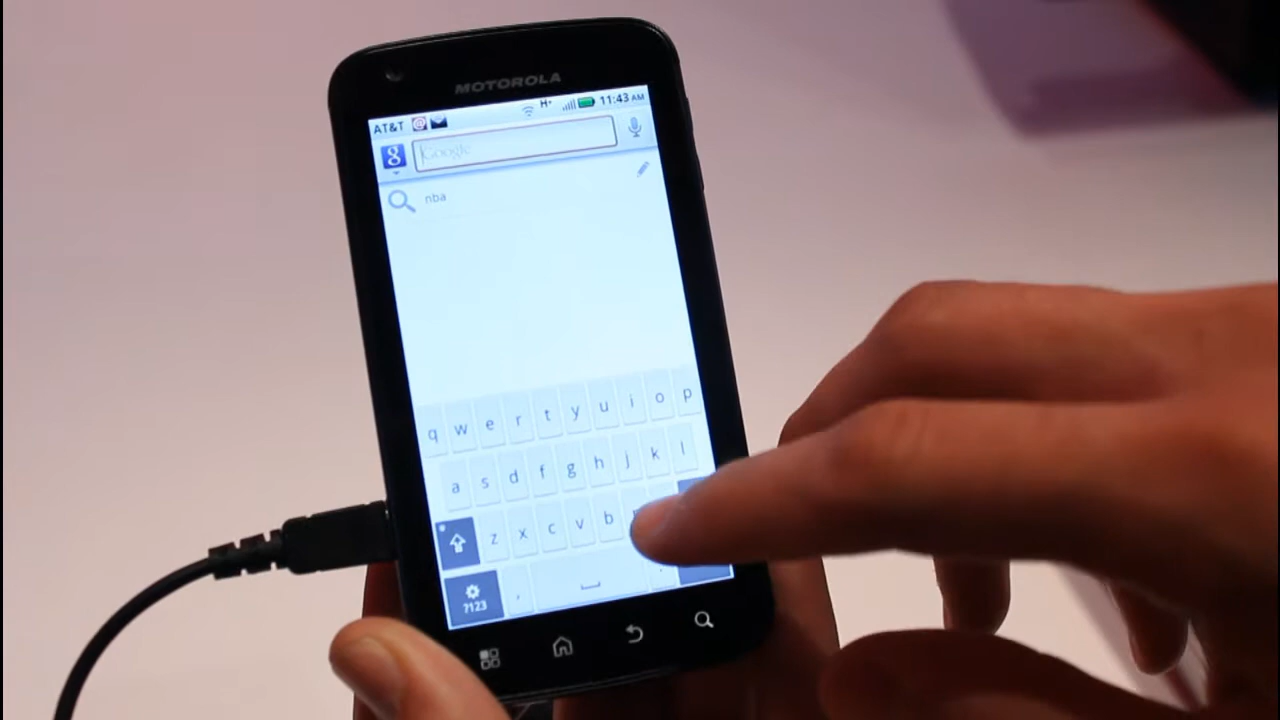 MOTOROLA
AT&T H+ 11:43 AM
g Google
nba
q w e r t y u i o p
a s d f g h j k l
z x c v b
?123 ,